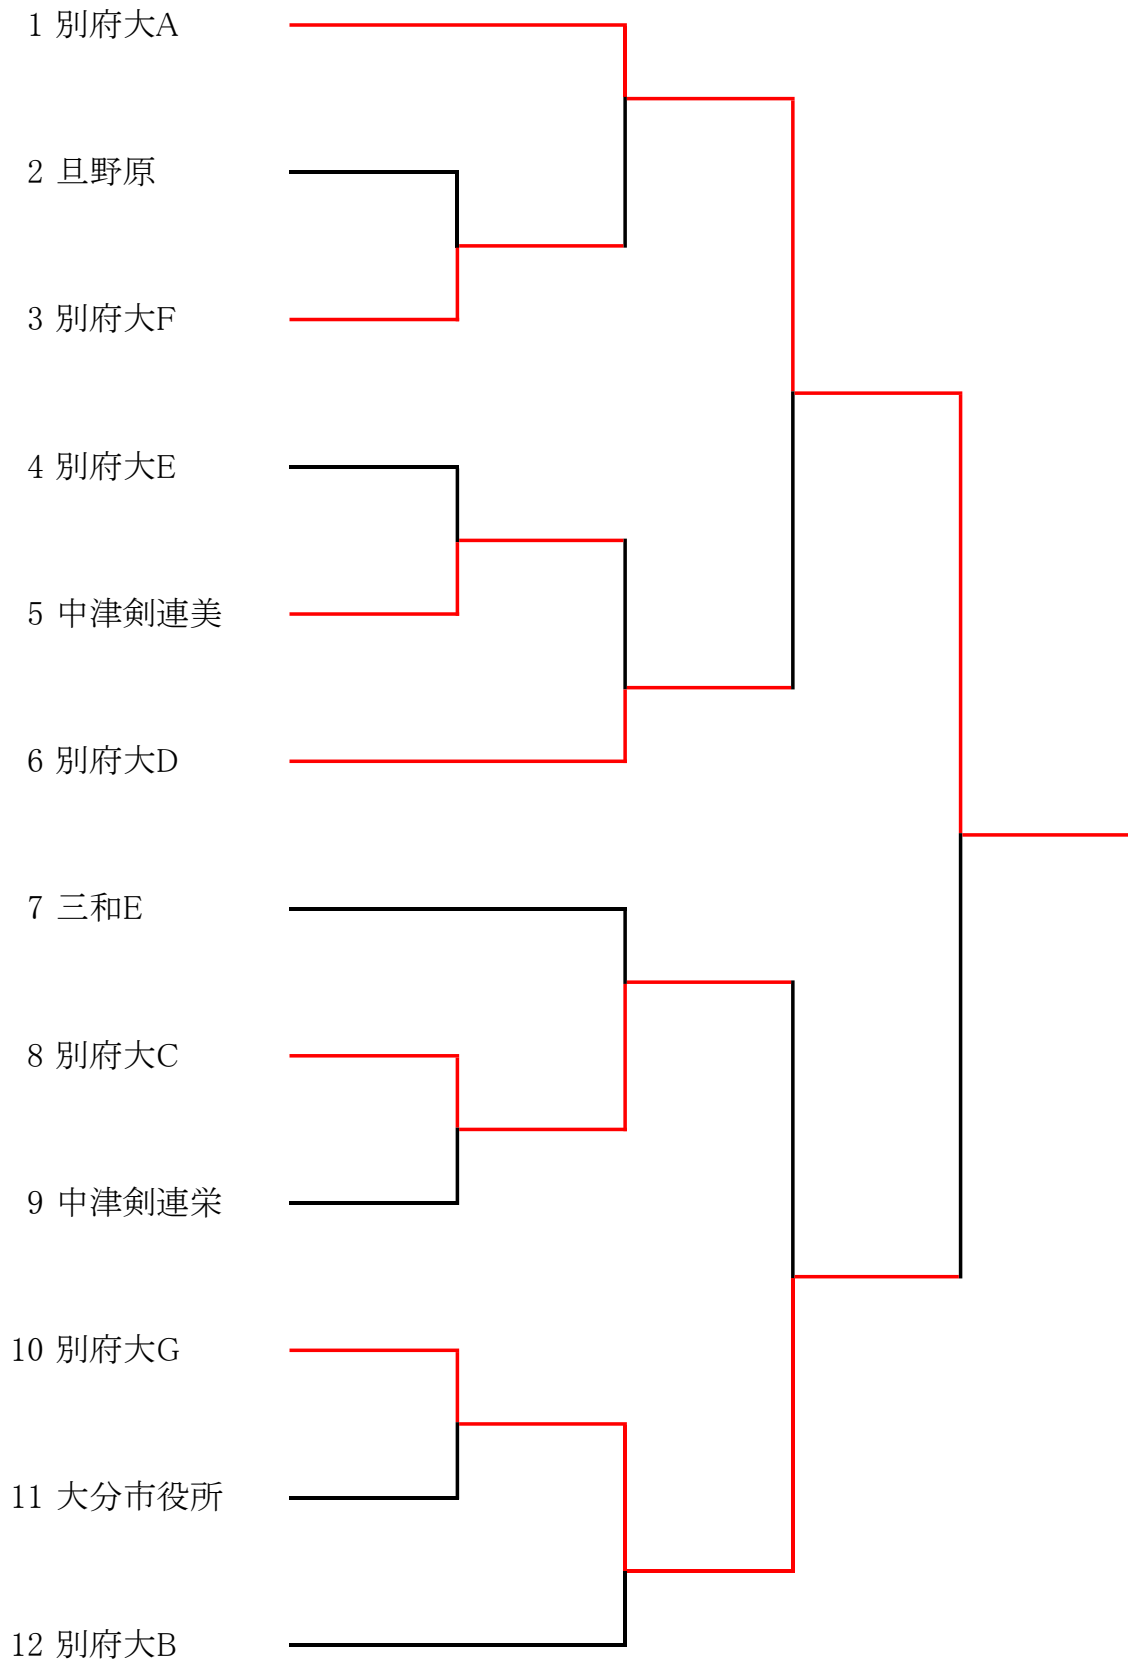 1 別府大A
2 旦野原
3 別府大F
4 別府大E
5 中津剣連美
6 別府大D
7 三和E
8 別府大C
9 中津剣連栄
10 別府大G
11 大分市役所
12 別府大B